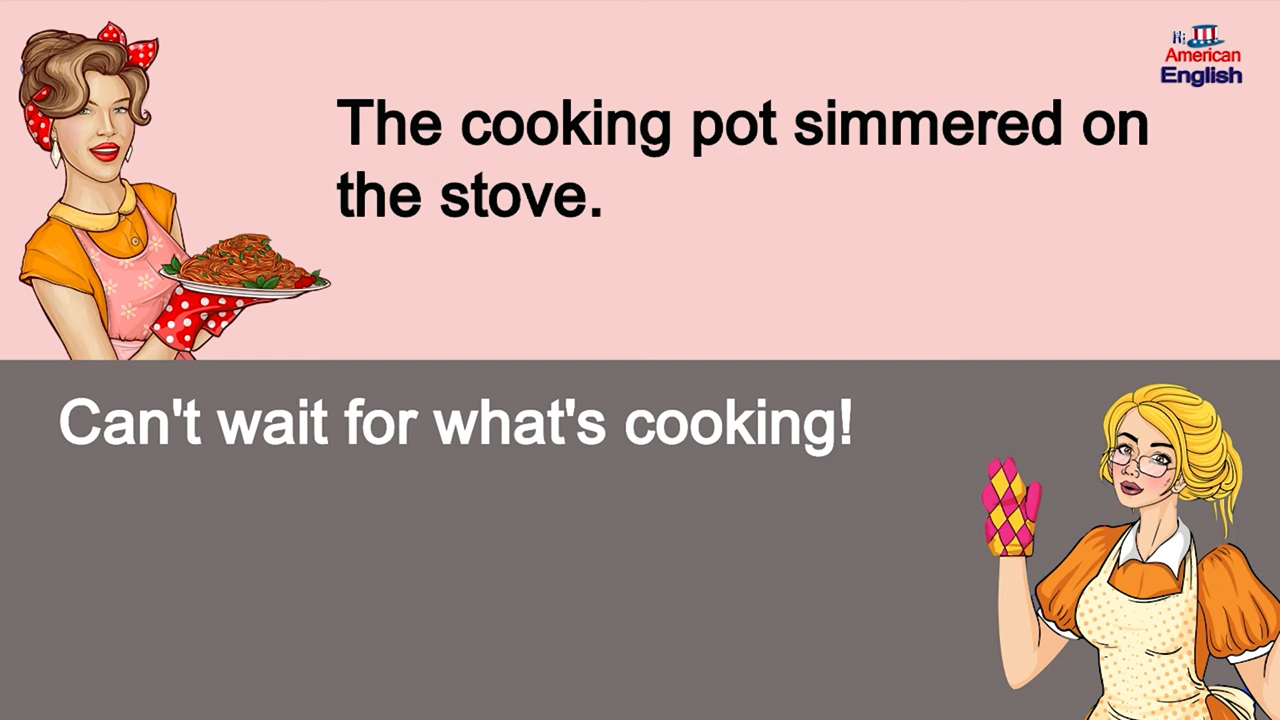 Hi
American
English
The cooking pot simmered on
the stove.
Can't wait for what's cooking!